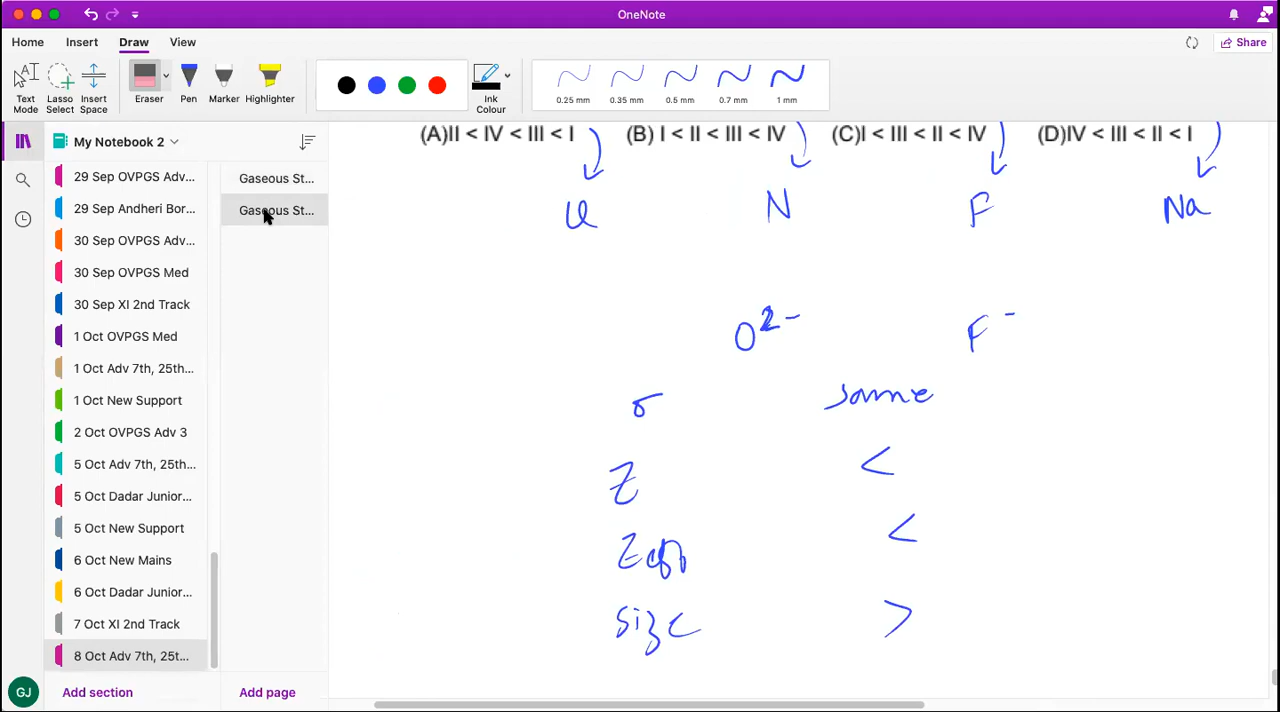 OneNote
Home Insert Draw View
Share
Text Mode
Lasso Select
Insert Space
Eraser
Pen
Marker
Highlighter
Ink Colour
0.25 mm 0.35 mm 0.5 mm 0.7 mm 1 mm
My Notebook 2
29 Sep OVPGS Adv...
29 Sep Andheri Bor...
30 Sep OVPGS Adv...
30 Sep OVPGS Med
30 Sep XI 2nd Track
1 Oct OVPGS Med
1 Oct Adv 7th, 25th...
1 Oct New Support
2 Oct OVPGS Adv 3
5 Oct Adv 7th, 25th...
5 Oct Dadar Junior...
5 Oct New Support
6 Oct New Mains
6 Oct Dadar Junior...
7 Oct XI 2nd Track
8 Oct Adv 7th, 25t...
Add section
GJ
Gaseous St...
Gaseous St...
Add page
(A)II < IV < III < I (B) I < II < III < IV (C)I < III < II < IV (D)IV < III < II < I
N F Na
O²⁻ F⁻
σ same
Z <
Zeff <
size >